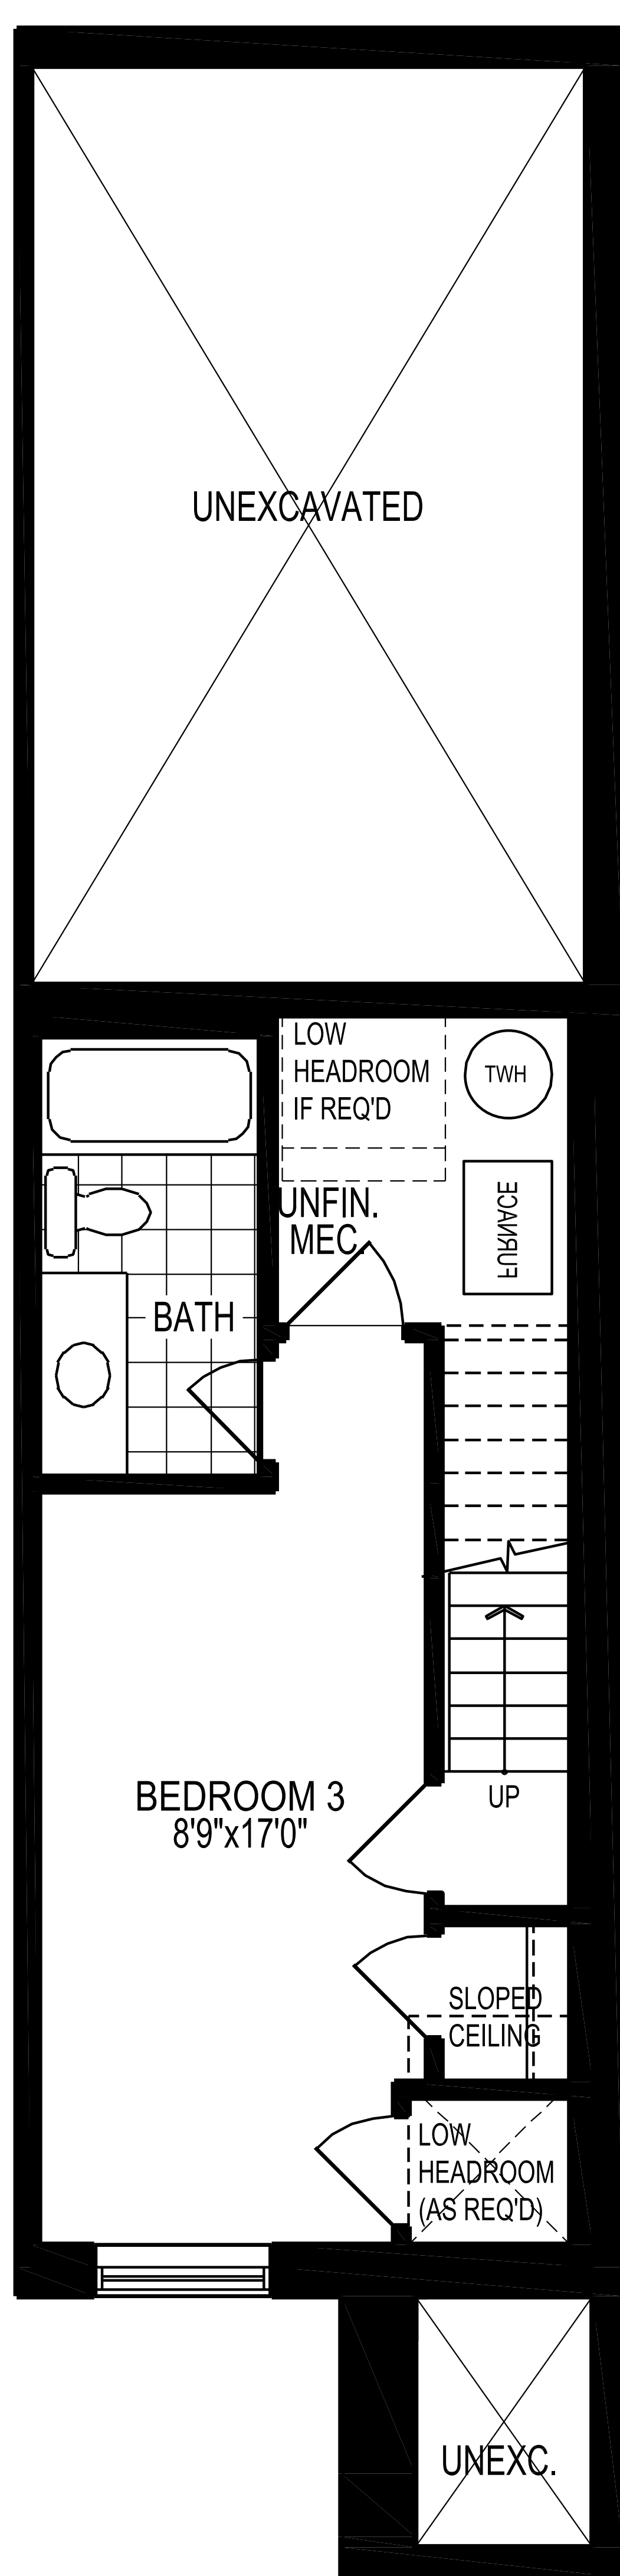 UNEXCAVATED
LOW
HEADROOM
IF REQ'D
TWH
UNFIN.
MEC.
FURNACE
BATH
BEDROOM 3
8'9"x17'0"
UP
SLOPED
CEILING
LOW
HEADROOM
(AS REQ'D)
UNEXC.